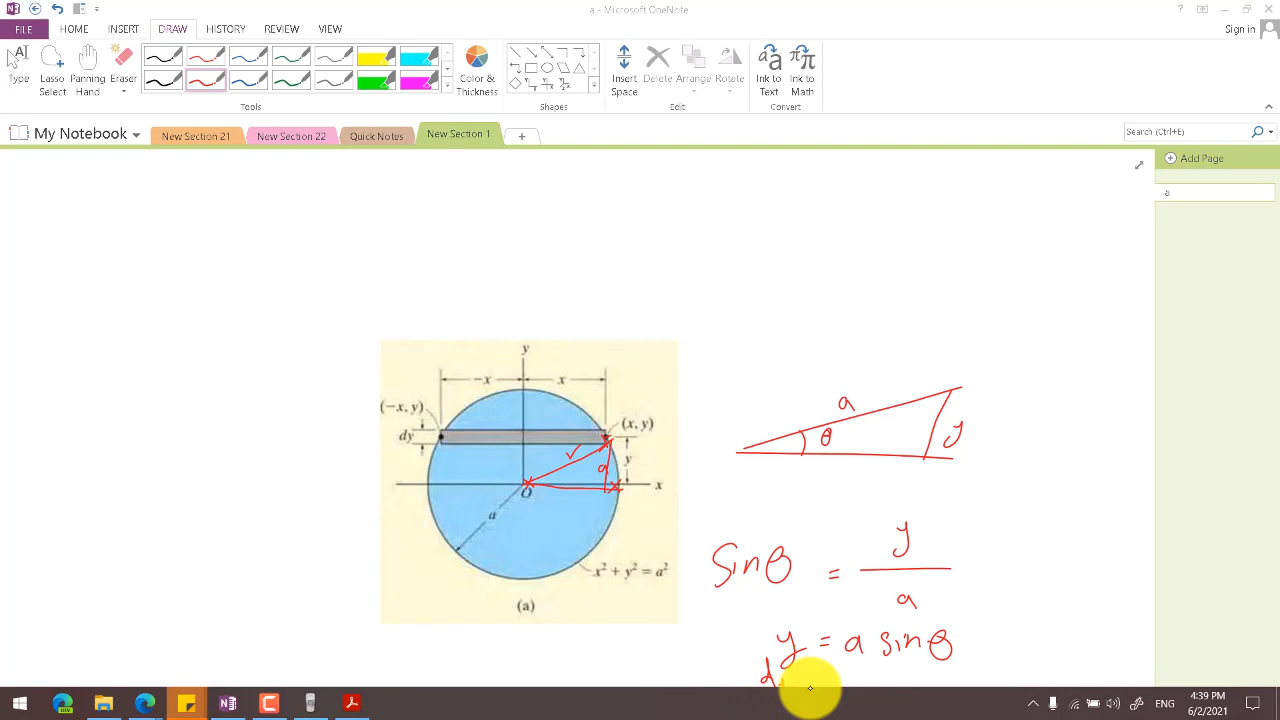 a - Microsoft OneNote
FILE HOME INSERT DRAW HISTORY REVIEW VIEW Sign in
Type Lasso Select Panning Hand Eraser Color & Thickness Insert Space Delete Arrange Rotate Ink to Text Ink to Math
Tools Shapes Edit Convert
My Notebook New Section 21 New Section 22 Quick Notes New Section 1 Search (Ctrl+E)
Add Page
a
y
-x x
(-x, y) (x, y)
dy
y
a
O x
a
x² + y² = a²
(a)
a
θ y
Sinθ = y / a
y = a sinθ
d
ENG 4:39 PM
6/2/2021